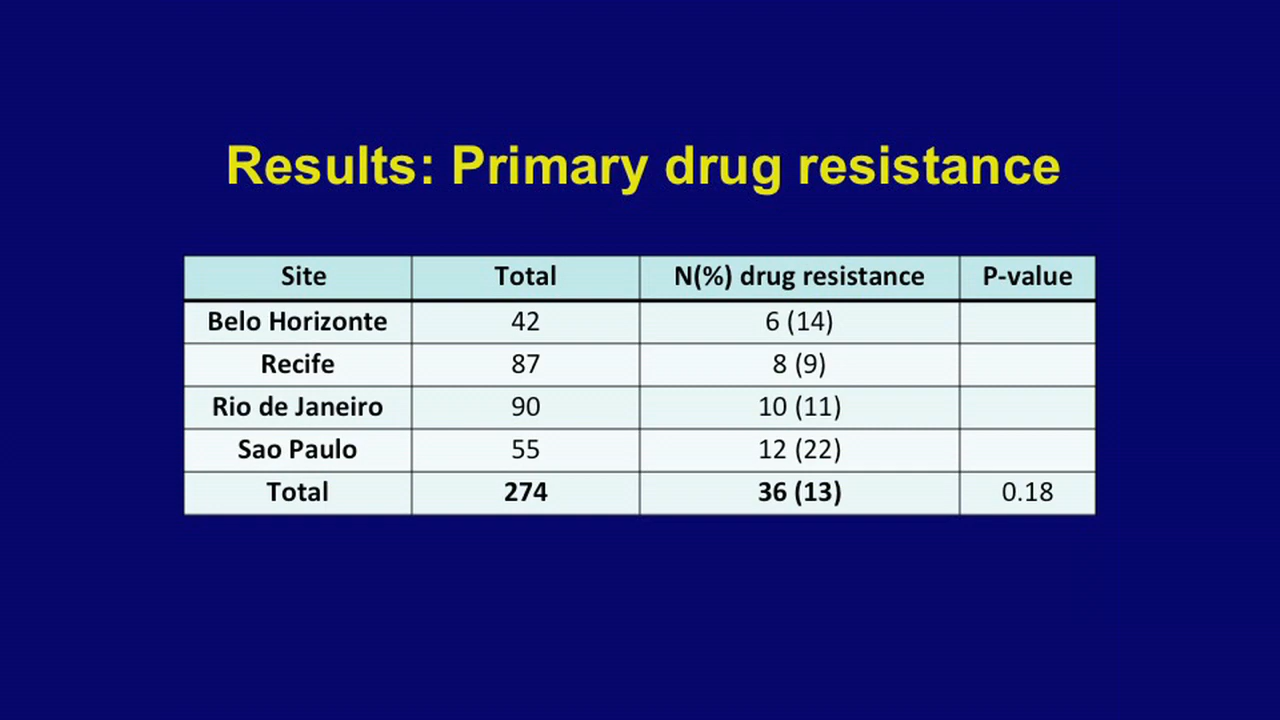 Results: Primary drug resistance
Site Total N(%) drug resistance P-value
Belo Horizonte 42 6 (14)
Recife 87 8 (9)
Rio de Janeiro 90 10 (11)
Sao Paulo 55 12 (22)
Total 274 36 (13) 0.18